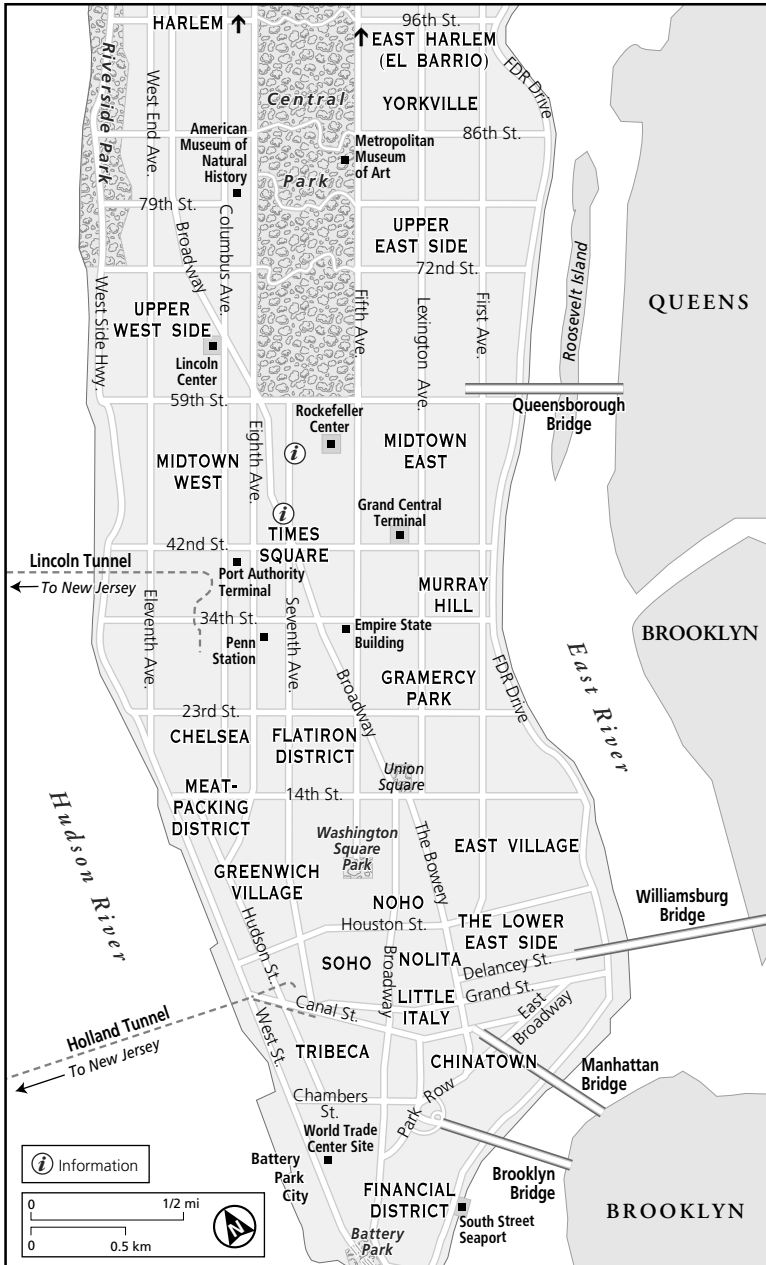 HARLEM
96th St.
EAST HARLEM
(EL BARRIO)
Riverside Park
West End Ave.
Central
FDR Drive
YORKVILLE
American
Museum of
Natural
History
Metropolitan
Museum
of Art
86th St.
Park
79th St.
Columbus Ave.
Broadway
UPPER
EAST SIDE
72nd St.
Roosevelt Island
QUEENS
West Side Hwy.
UPPER
WEST SIDE
Fifth Ave.
Lexington Ave.
First Ave.
Lincoln
Center
59th St.
Queensborough
Bridge
Rockefeller
Center
Eighth Ave.
MIDTOWN
WEST
i
MIDTOWN
EAST
i
Grand Central
Terminal
TIMES
SQUARE
42nd St.
Lincoln Tunnel
To New Jersey
Port Authority
Terminal
MURRAY
HILL
Eleventh Ave.
34th St.
Seventh Ave.
Empire State
Building
Penn
Station
BROOKLYN
East River
Broadway
GRAMERCY
PARK
FDR Drive
23rd St.
CHELSEA
FLATIRON
DISTRICT
Union
Square
MEAT-
PACKING
DISTRICT
14th St.
Hudson River
Washington
Square
Park
The Bowery
EAST VILLAGE
GREENWICH
VILLAGE
NOHO
Williamsburg
Bridge
Houston St.
THE LOWER
EAST SIDE
Hudson St.
SOHO
Broadway
NOLITA
Delancey St.
Grand St.
LITTLE
ITALY
East
Broadway
Canal St.
Holland Tunnel
To New Jersey
West St.
TRIBECA
CHINATOWN
Manhattan
Bridge
Chambers
St.
Park Row
World Trade
Center Site
Battery
Park
City
Brooklyn
Bridge
i Information
FINANCIAL
DISTRICT
BROOKLYN
0 1/2 mi
0 0.5 km
N
South Street
Seaport
Battery
Park